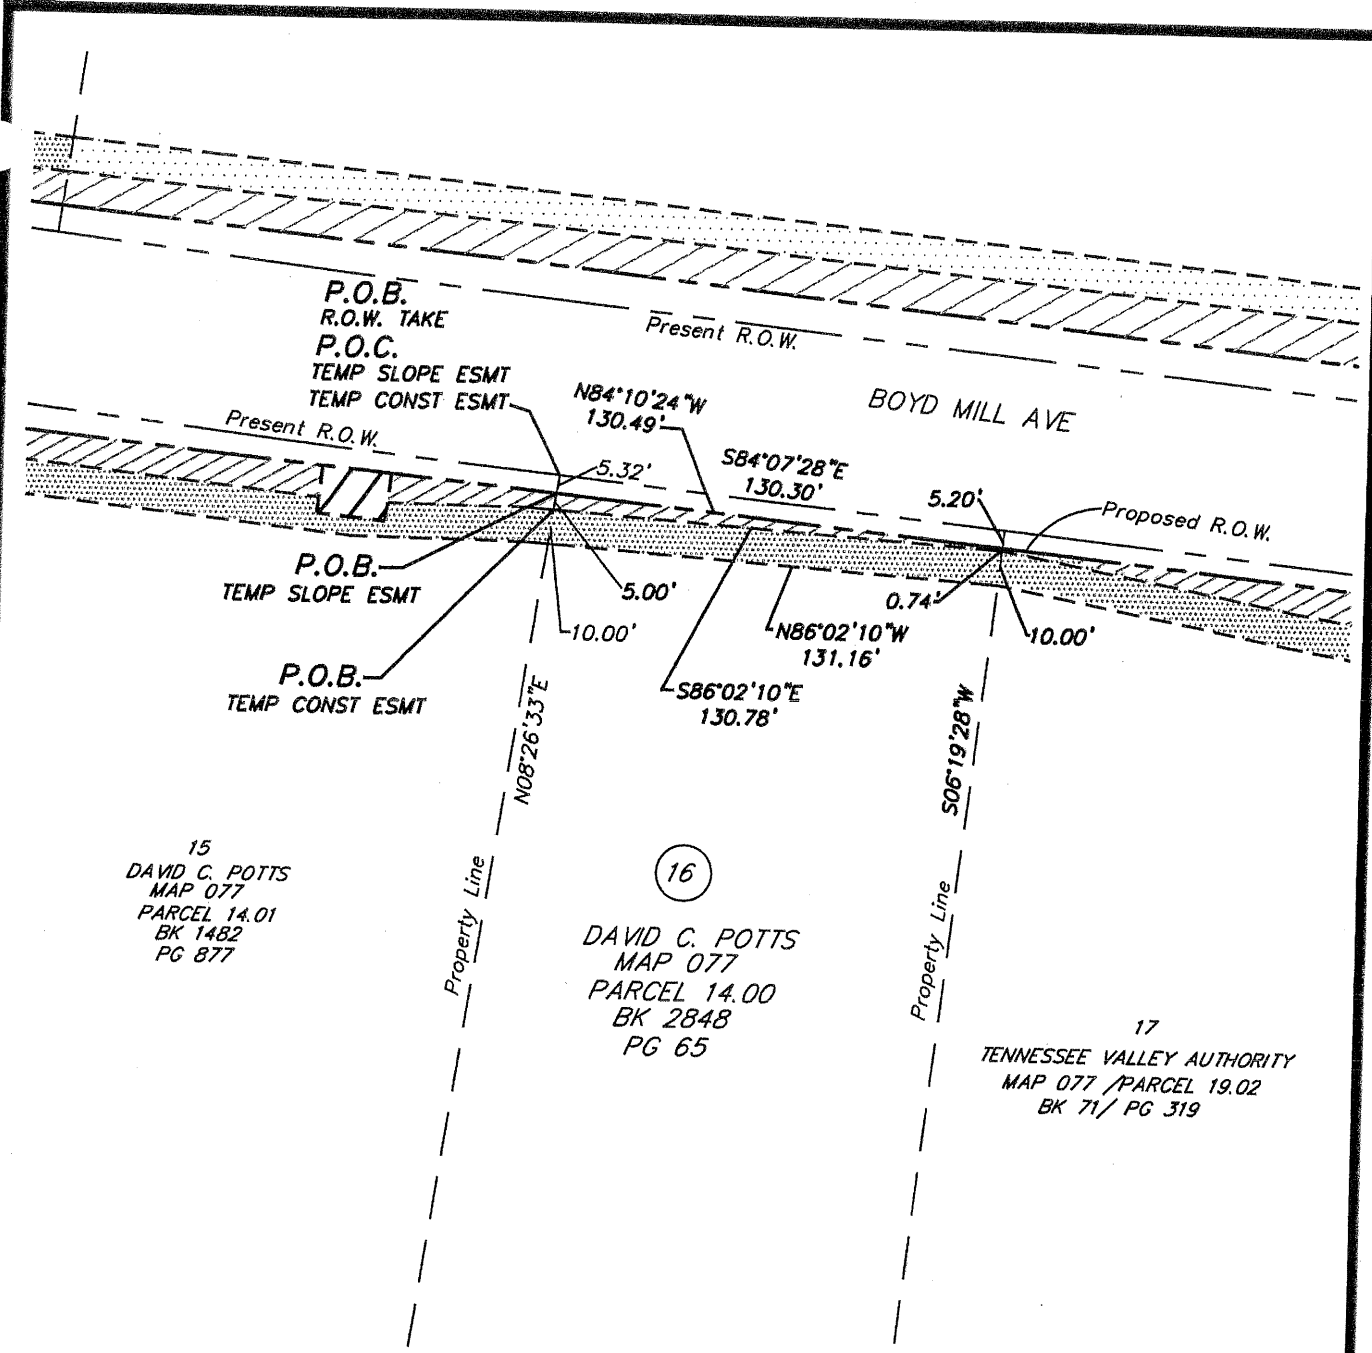 P.O.B.
R.O.W. TAKE
P.O.C.
TEMP SLOPE ESMT
TEMP CONST ESMT
Present R.O.W.
BOYD MILL AVE
N84°10'24"W
130.49'
Present R.O.W.
5.32'
S84°07'28"E
130.30'
5.20'
Proposed R.O.W.
P.O.B.
TEMP SLOPE ESMT
5.00'
10.00'
0.74'
N86°02'10"W
131.16'
10.00'
P.O.B.
TEMP CONST ESMT
S86°02'10"E
130.78'
N08°26'33"E
S06°19'28"W
Property Line
Property Line
15
DAVID C. POTTS
MAP 077
PARCEL 14.01
BK 1482
PG 877
16
DAVID C. POTTS
MAP 077
PARCEL 14.00
BK 2848
PG 65
17
TENNESSEE VALLEY AUTHORITY
MAP 077 /PARCEL 19.02
BK 71/ PG 319